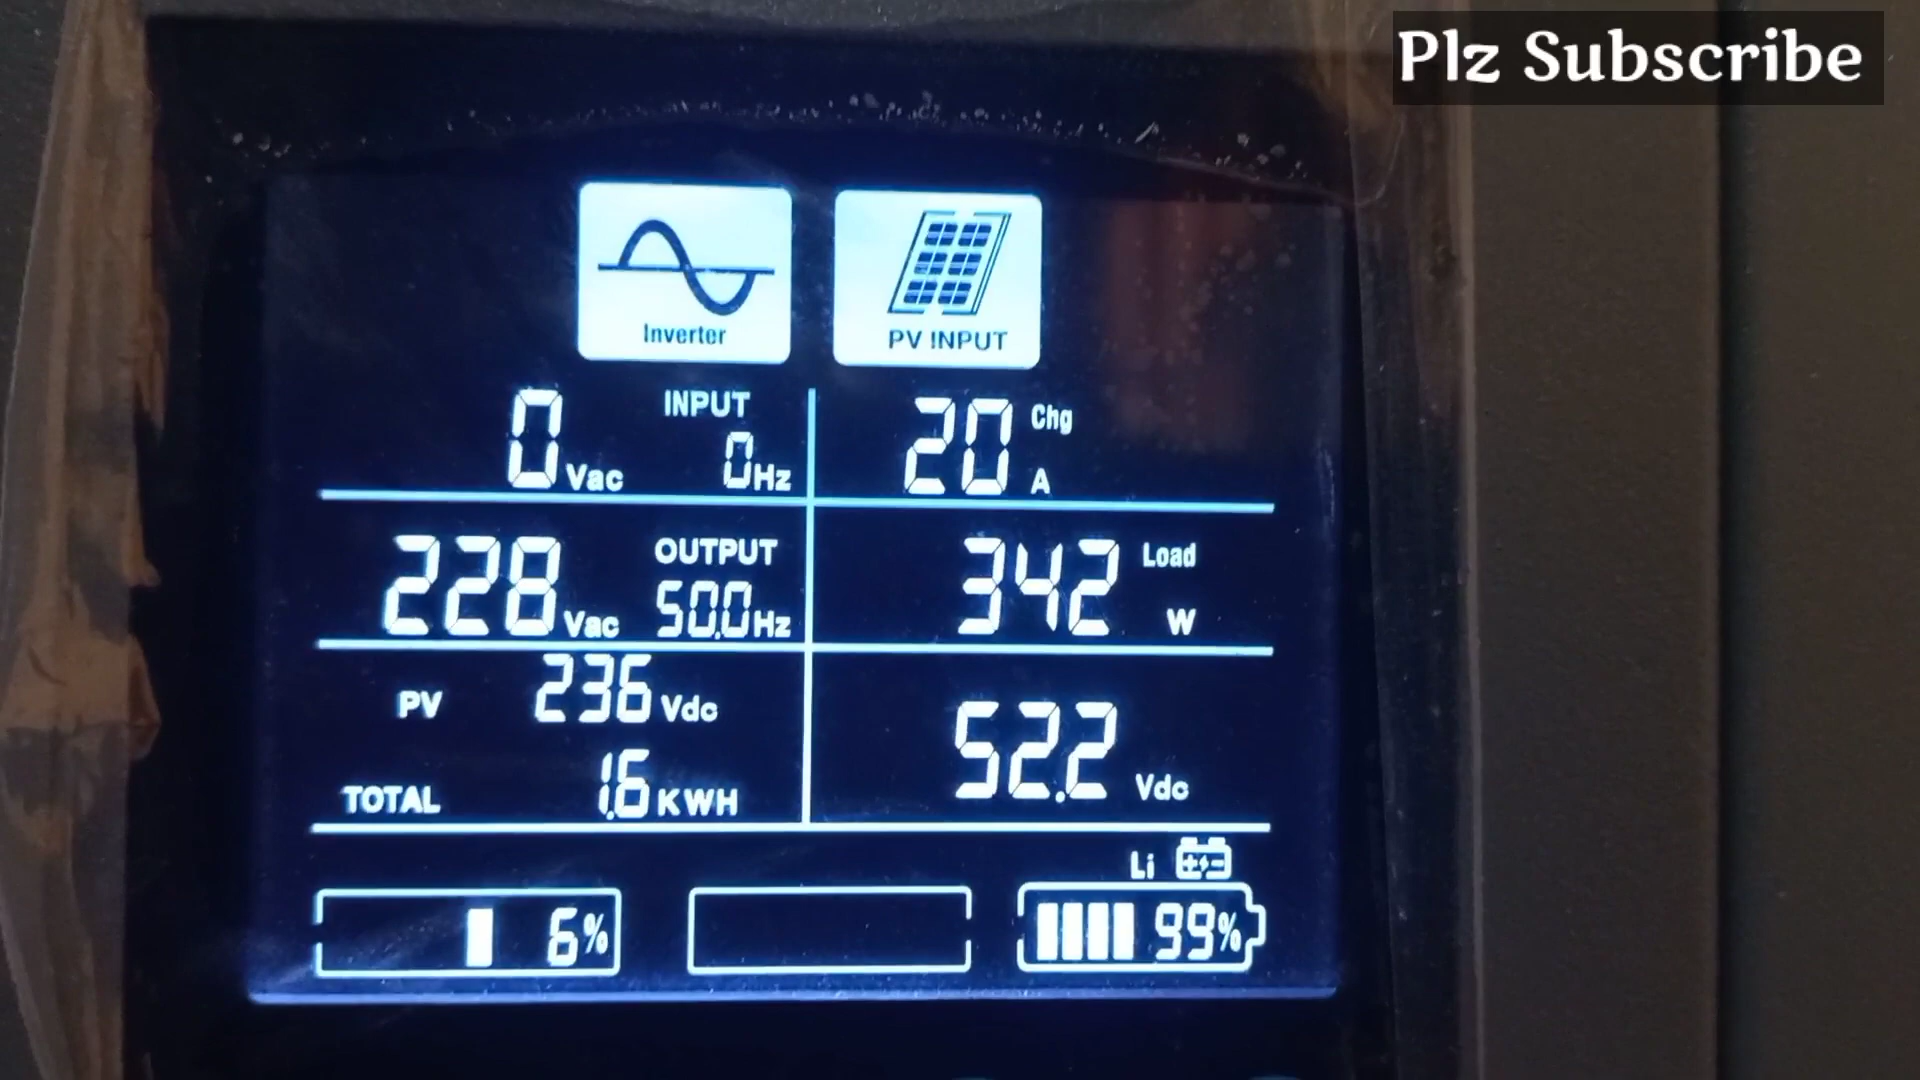 Plz Subscribe
Inverter
PV INPUT
0 Vac
INPUT
0 Hz
20 A
Chg
228 Vac
OUTPUT
50.0 Hz
342 W
Load
PV 236 Vdc
TOTAL 1.6 KWH
52.2 Vdc
Li
6%
99%